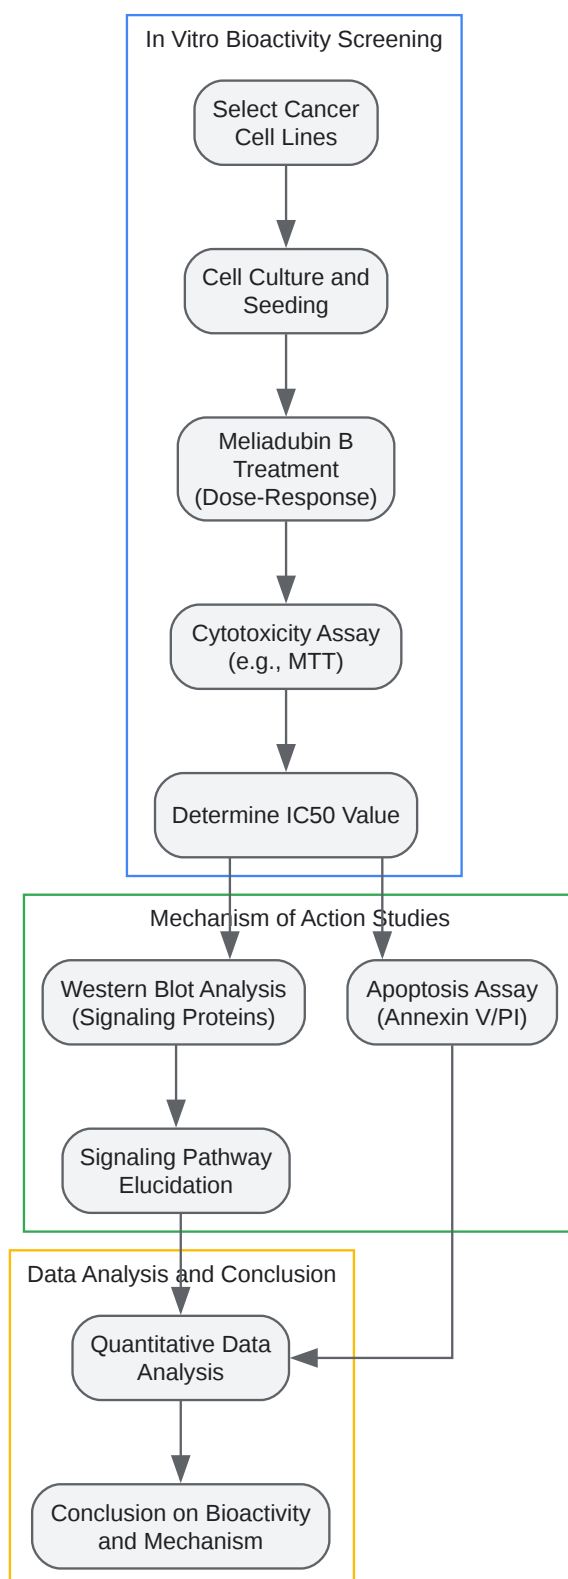 In Vitro Bioactivity Screening
Select Cancer
Cell Lines
Cell Culture and
Seeding
Meliadubin B
Treatment
(Dose-Response)
Cytotoxicity Assay
(e.g., MTT)
Determine IC50 Value
Mechanism of Action Studies
Western Blot Analysis
(Signaling Proteins)
Apoptosis Assay
(Annexin V/PI)
Signaling Pathway
Elucidation
Data Analysis and Conclusion
Quantitative Data
Analysis
Conclusion on Bioactivity
and Mechanism